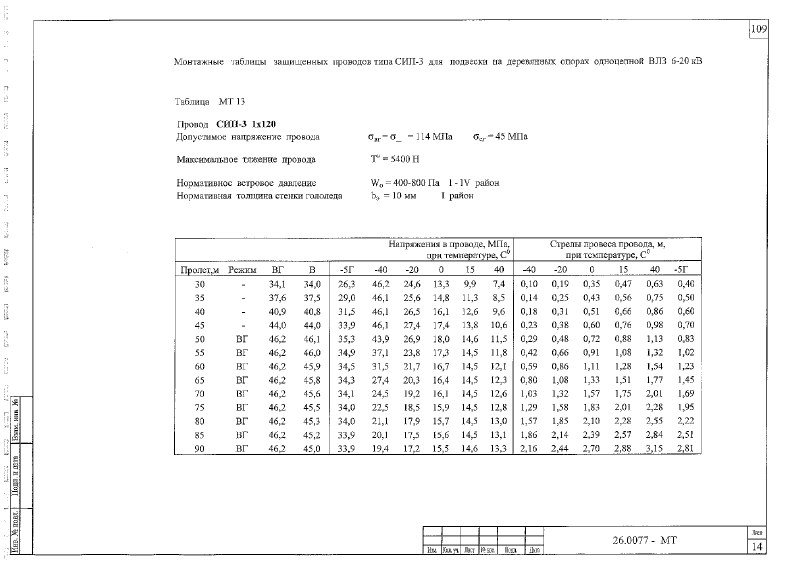 109
Монтажные таблицы защищенных проводов типа СИП-3 для подвески на деревянных опорах одноцепной ВЛЗ 6-20 кВ
Таблица МТ 13
Провод СИП-3 1х120
Допустимое напряжение провода σвг = σ_ = 114 МПа σсг = 45 МПа
Максимальное тяжение провода Тн = 5400 Н
Нормативное ветровое давление Wo = 400-800 Па I - IV район
Нормативная толщина стенки гололеда bэ = 10 мм I район
Напряжения в проводе, МПа, Стрелы провеса провода, м,
при температуре, С0 при температуре, С0
Пролет,м Режим ВГ В -5Г -40 -20 0 15 40 -40 -20 0 15 40 -5Г
30 - 34,1 34,0 26,3 46,2 24,6 13,3 9,9 7,4 0,10 0,19 0,35 0,47 0,63 0,40
35 - 37,6 37,5 29,0 46,1 25,6 14,8 11,3 8,5 0,14 0,25 0,43 0,56 0,75 0,50
40 - 40,9 40,8 31,5 46,1 26,5 16,1 12,6 9,6 0,18 0,31 0,51 0,66 0,86 0,60
45 - 44,0 44,0 33,9 46,1 27,4 17,4 13,8 10,6 0,23 0,38 0,60 0,76 0,98 0,70
50 ВГ 46,2 46,1 35,3 43,9 26,9 18,0 14,6 11,5 0,29 0,48 0,72 0,88 1,13 0,83
55 ВГ 46,2 46,0 34,9 37,1 23,8 17,3 14,5 11,8 0,42 0,66 0,91 1,08 1,32 1,02
60 ВГ 46,2 45,9 34,5 31,5 21,7 16,7 14,5 12,1 0,59 0,86 1,11 1,28 1,54 1,23
65 ВГ 46,2 45,8 34,3 27,4 20,3 16,4 14,5 12,3 0,80 1,08 1,33 1,51 1,77 1,45
70 ВГ 46,2 45,6 34,1 24,5 19,2 16,1 14,5 12,6 1,03 1,32 1,57 1,75 2,01 1,69
75 ВГ 46,2 45,5 34,0 22,5 18,5 15,9 14,5 12,8 1,29 1,58 1,83 2,01 2,28 1,95
80 ВГ 46,2 45,3 34,0 21,1 17,9 15,7 14,5 13,0 1,57 1,85 2,10 2,28 2,55 2,22
85 ВГ 46,2 45,2 33,9 20,1 17,5 15,6 14,5 13,1 1,86 2,14 2,39 2,57 2,84 2,51
90 ВГ 46,2 45,0 33,9 19,4 17,2 15,5 14,6 13,3 2,16 2,44 2,70 2,88 3,15 2,81
Взам. инв. №
Подп. и дата
Инв. № подл.
26.0077 - МТ
Лист
14
Изм. Кол.уч. Лист № док. Подп. Дата